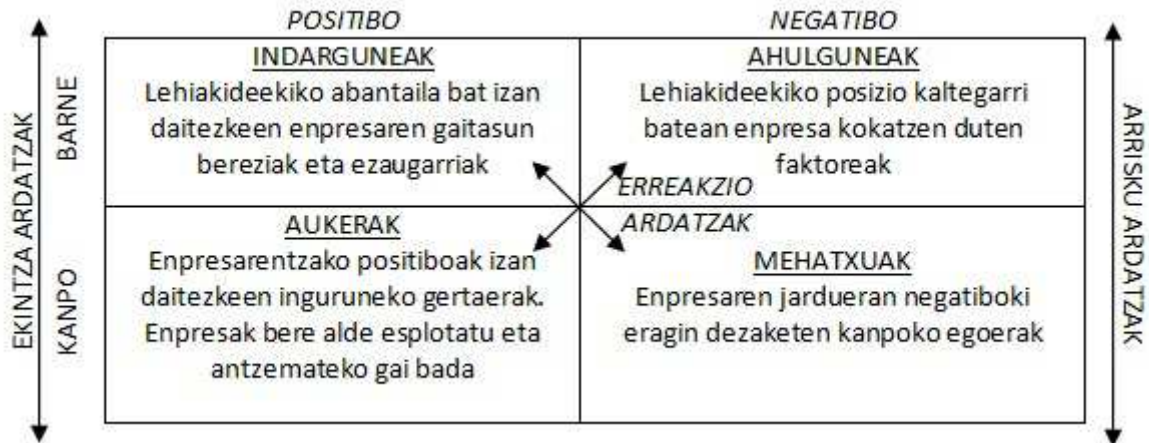 POSITIBO
NEGATIBO
EKINTZA ARDATZAK
BARNE
KANPO
INDARGUNEAK
Lehiakideekiko abantaila bat izan
daitezkeen enpresaren gaitasun
bereziak eta ezaugarriak
AHULGUNEAK
Lehiakideekiko posizio kaltegarri
batean enpresa kokatzen duten
faktoreak
ERREAKZIO
ARDATZAK
AUKERAK
Enpresarentzako positiboak izan
daitezkeen inguruneko gertaerak.
Enpresak bere alde esplotatu eta
antzemateko gai bada
MEHATXUAK
Enpresaren jardueran negatiboki
eragin dezaketen kanpoko egoerak
ARRISKU ARDATZAK